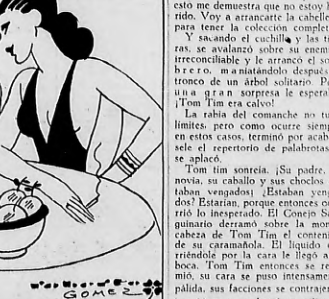 esto me demuestra que no estoy h
rido. Voy a arrancarte la cabelle
para tener la colección complet
Y sacando el cuchillo y las tij
ras, se avalanzó sobre su enem
irreconciliable y le arrancó el so
brero, maniatándolo después
tronco de un árbol solitario. P
una gran sorpresa le espera
¡Tom Tim era calvo!
La rabia del comanche no tu
límites, pero como ocurre siemp
en estos casos, terminó por acab
sele el repertorio de palabrotas
se aplacó.
Tom tim sonreía. ¡Su padre,
novia, su caballo y sus choclos
taban vengados! ¿Estaban veng
dos? Estarían, porque entonces oc
rrió lo inesperado. El Conejo Sa
guinario derramó sobre la mon
cabeza de Tom Tim el conteni
de su caramañola. El líquido c
rriéndole por la cara le llegó a
boca. Tom Tim entonces se re
mió, su cara se puso intensame
pálida, sus facciones se contraje
GOMEZ